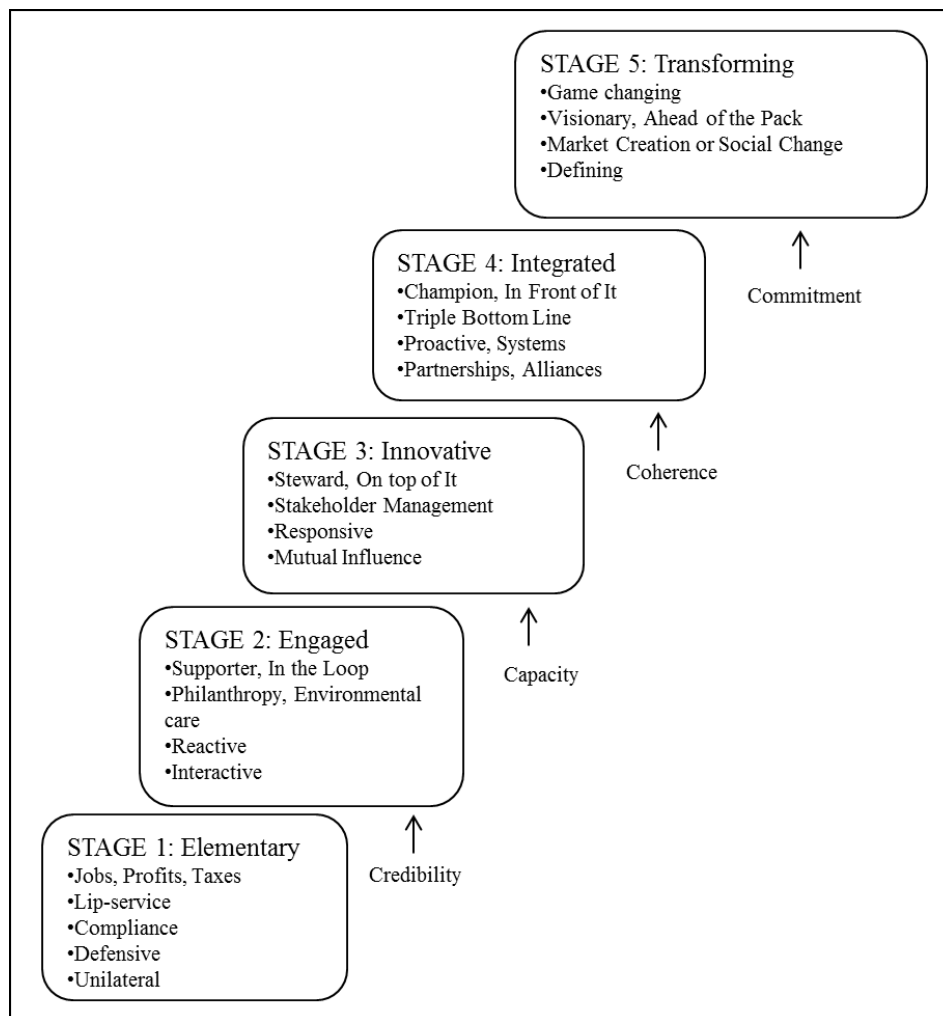 STAGE 5: Transforming
•Game changing
•Visionary, Ahead of the Pack
•Market Creation or Social Change
•Defining
STAGE 4: Integrated
•Champion, In Front of It
•Triple Bottom Line
•Proactive, Systems
•Partnerships, Alliances
Commitment
STAGE 3: Innovative
•Steward, On top of It
•Stakeholder Management
•Responsive
•Mutual Influence
Coherence
STAGE 2: Engaged
•Supporter, In the Loop
•Philanthropy, Environmental
care
•Reactive
•Interactive
Capacity
STAGE 1: Elementary
•Jobs, Profits, Taxes
•Lip-service
•Compliance
•Defensive
•Unilateral
Credibility